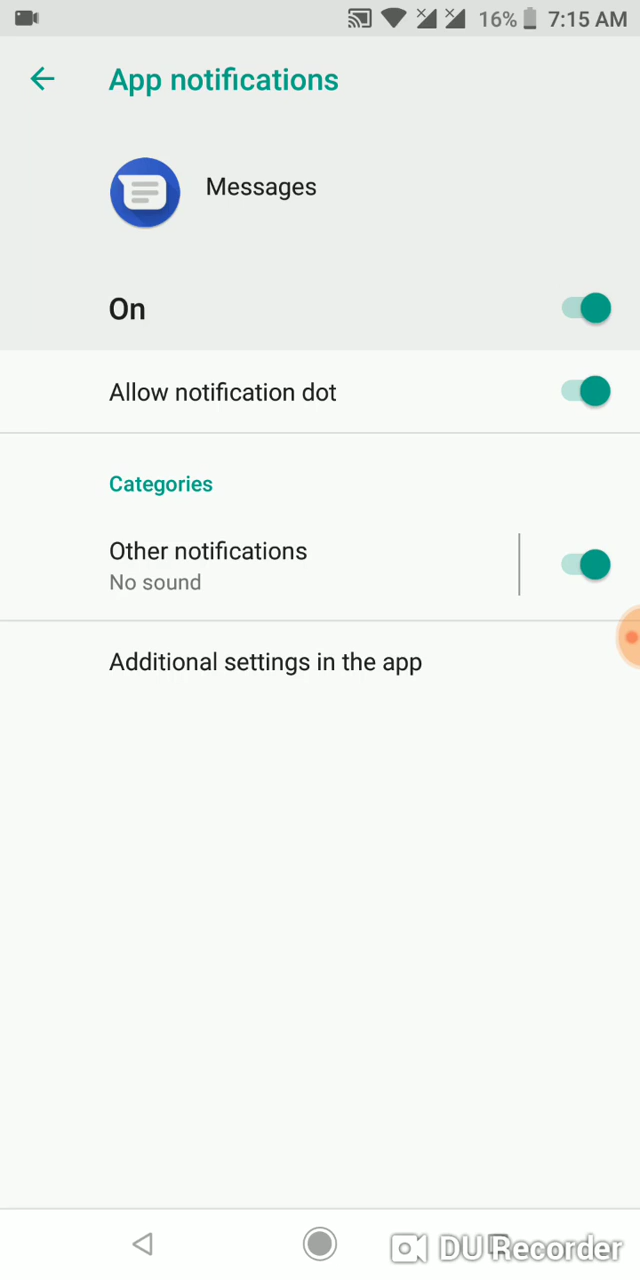 16% 7:15 AM
App notifications
Messages
On
Allow notification dot
Categories
Other notifications
No sound
Additional settings in the app
DU Recorder